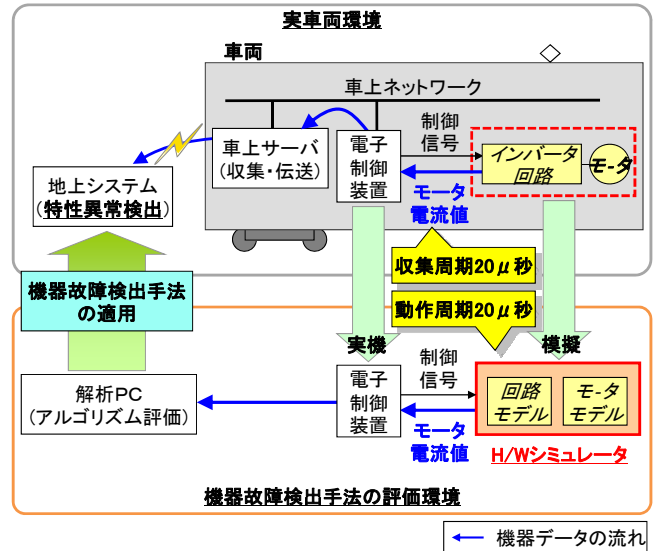 実車両環境
車両
車上ネットワーク
車上サーバ
(収集・伝送)
電子
制御
装置
制御
信号
インバータ
回路
モータ
モータ
電流値
地上システム
(特性異常検出)
収集周期20μ秒
機器故障検出手法
の適用
動作周期20μ秒
実機
模擬
解析PC
(アルゴリズム評価)
電子
制御
装置
制御
信号
モータ
電流値
回路
モデル
モータ
モデル
H/Wシミュレータ
機器故障検出手法の評価環境
機器データの流れ